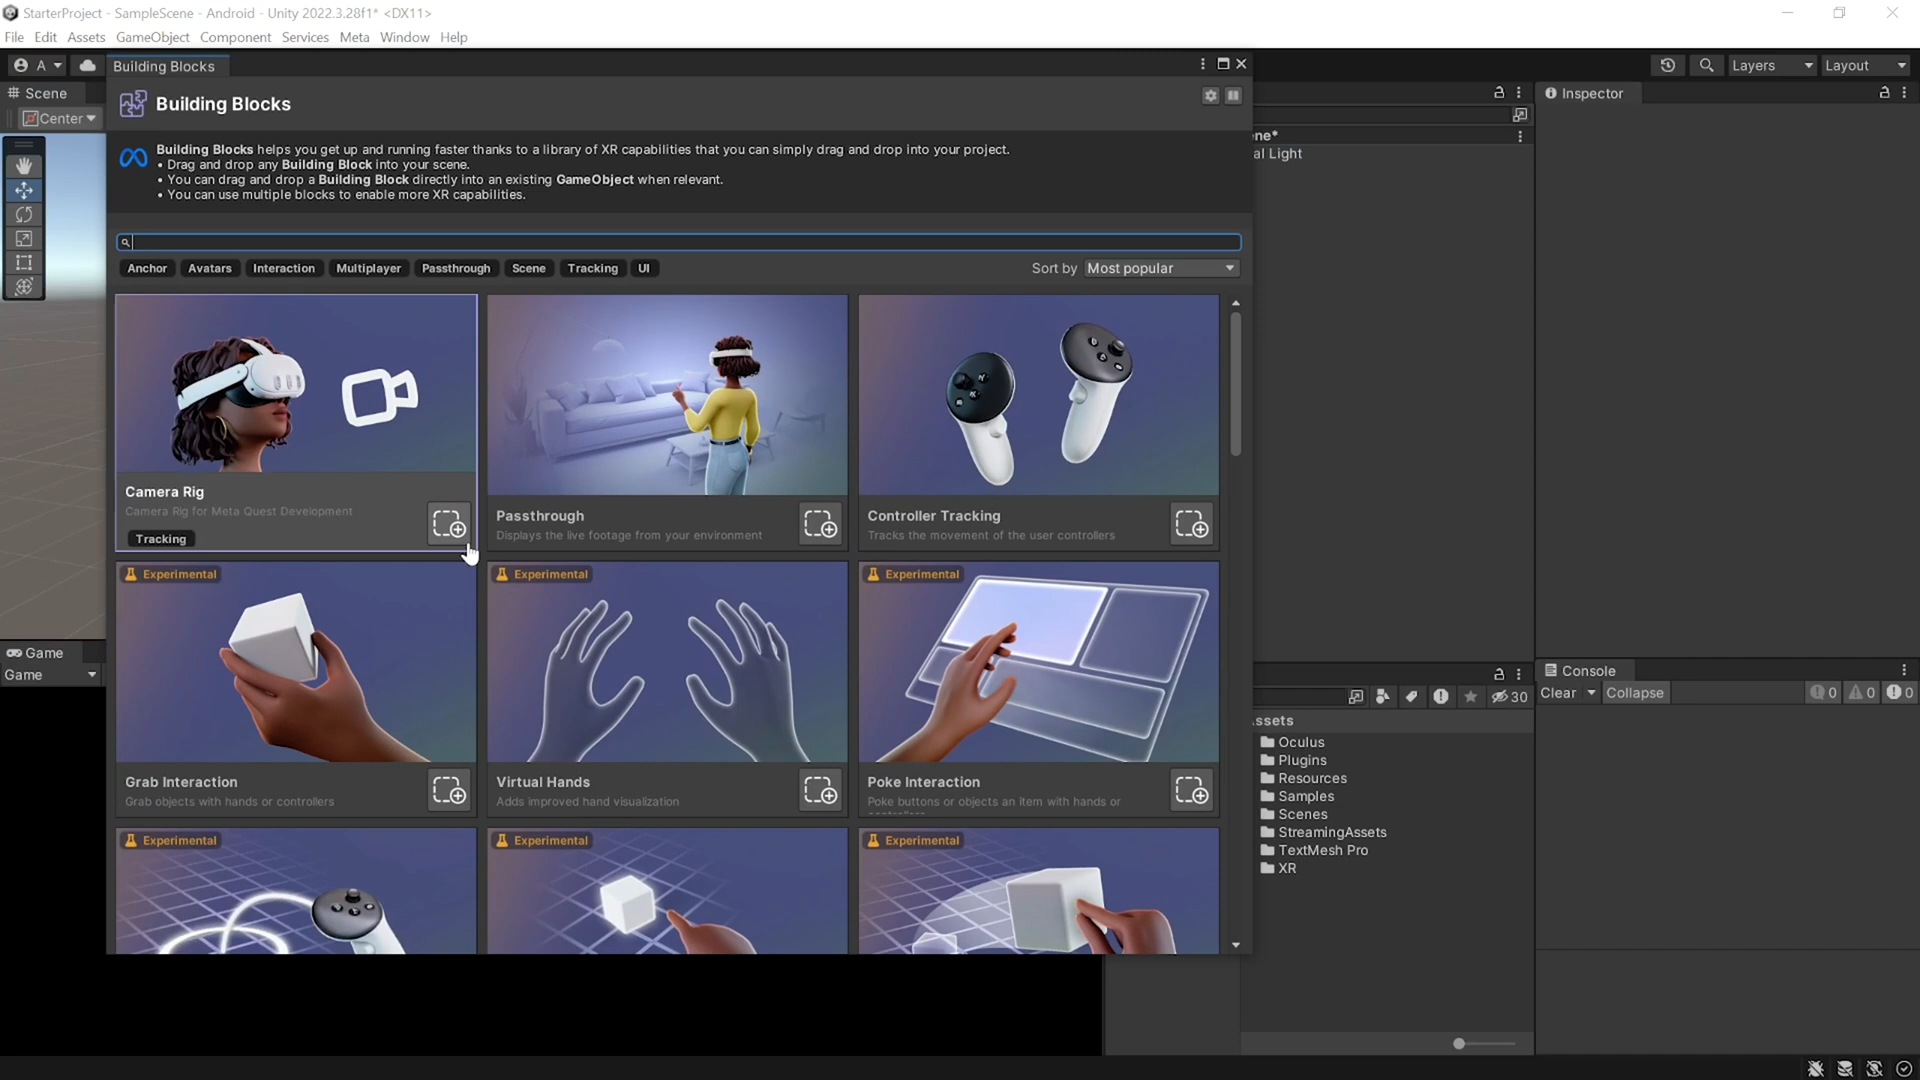 StarterProject - SampleScene - Android - Unity 2022.3.28f1* <DX11>
File Edit Assets GameObject Component Services Meta Window Help
A
Building Blocks
Layers
Layout
Scene
Inspector
Building Blocks
Center
ne*
al Light
Building Blocks helps you get up and running faster thanks to a library of XR capabilities that you can simply drag and drop into your project.
• Drag and drop any Building Block into your scene.
• You can drag and drop a Building Block directly into an existing GameObject when relevant.
• You can use multiple blocks to enable more XR capabilities.
Anchor Avatars Interaction Multiplayer Passthrough Scene Tracking UI
Sort by Most popular
Camera Rig
Camera Rig for Meta Quest Development
Tracking
Passthrough
Displays the live footage from your environment
Controller Tracking
Tracks the movement of the user controllers
Experimental
Grab Interaction
Grab objects with hands or controllers
Experimental
Virtual Hands
Adds improved hand visualization
Experimental
Poke Interaction
Poke buttons or objects an item with hands or
Experimental
Experimental
Experimental
Game
Game
30
ssets
Oculus
Plugins
Resources
Samples
Scenes
StreamingAssets
TextMesh Pro
XR
Console
Clear Collapse 0 0 0